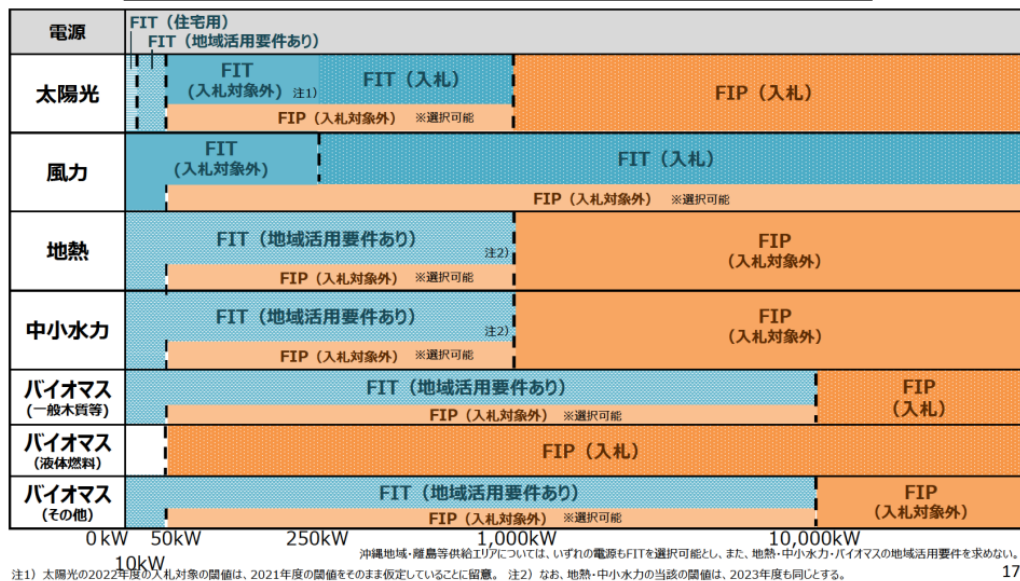 電源
FIT（住宅用）
FIT（地域活用要件あり）
太陽光
FIT
（入札対象外） 注1）
FIT（入札）
FIP（入札対象外） ※選択可能
FIP（入札）
風力
FIT
（入札対象外）
FIT（入札）
FIP（入札対象外） ※選択可能
地熱
FIT（地域活用要件あり）
注2）
FIP（入札対象外） ※選択可能
FIP
（入札対象外）
中小水力
FIT（地域活用要件あり）
注2）
FIP（入札対象外） ※選択可能
FIP
（入札対象外）
バイオマス
（一般木質等）
FIT（地域活用要件あり）
FIP（入札対象外） ※選択可能
FIP
（入札）
バイオマス
（液体燃料）
FIP（入札）
バイオマス
（その他）
FIT（地域活用要件あり）
FIP（入札対象外） ※選択可能
FIP
（入札対象外）
0 kW 50kW 250kW 1,000kW 10,000kW
10kW
沖縄地域・離島等供給エリアについては、いずれの電源もFITを選択可能とし、また、地熱・中小水力・バイオマスの地域活用要件を求めない。
注1）太陽光の2022年度の入札対象の閾値は、2021年度の閾値をそのまま仮定していることに留意。 注2）なお、地熱・中小水力の当該の閾値は、2023年度も同じとする。
17